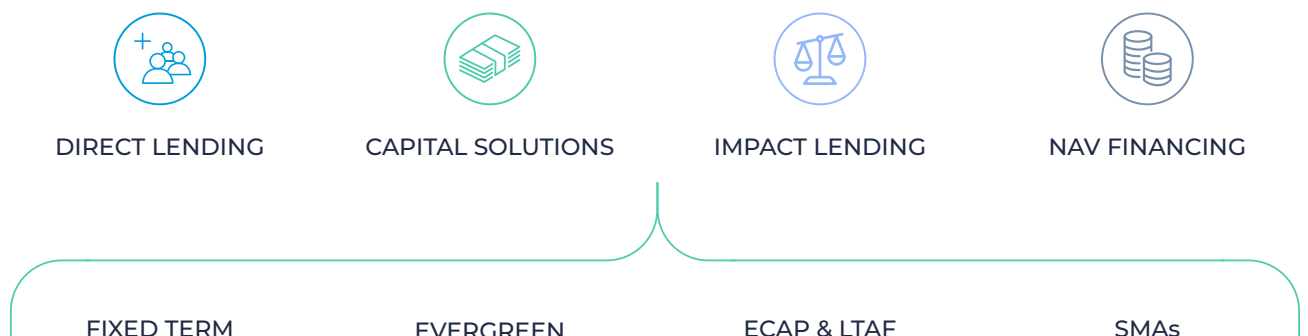 DIRECT LENDING CAPITAL SOLUTIONS IMPACT LENDING NAV FINANCING
FIXED TERM EVERGREEN ECAP & LTAF SMAs